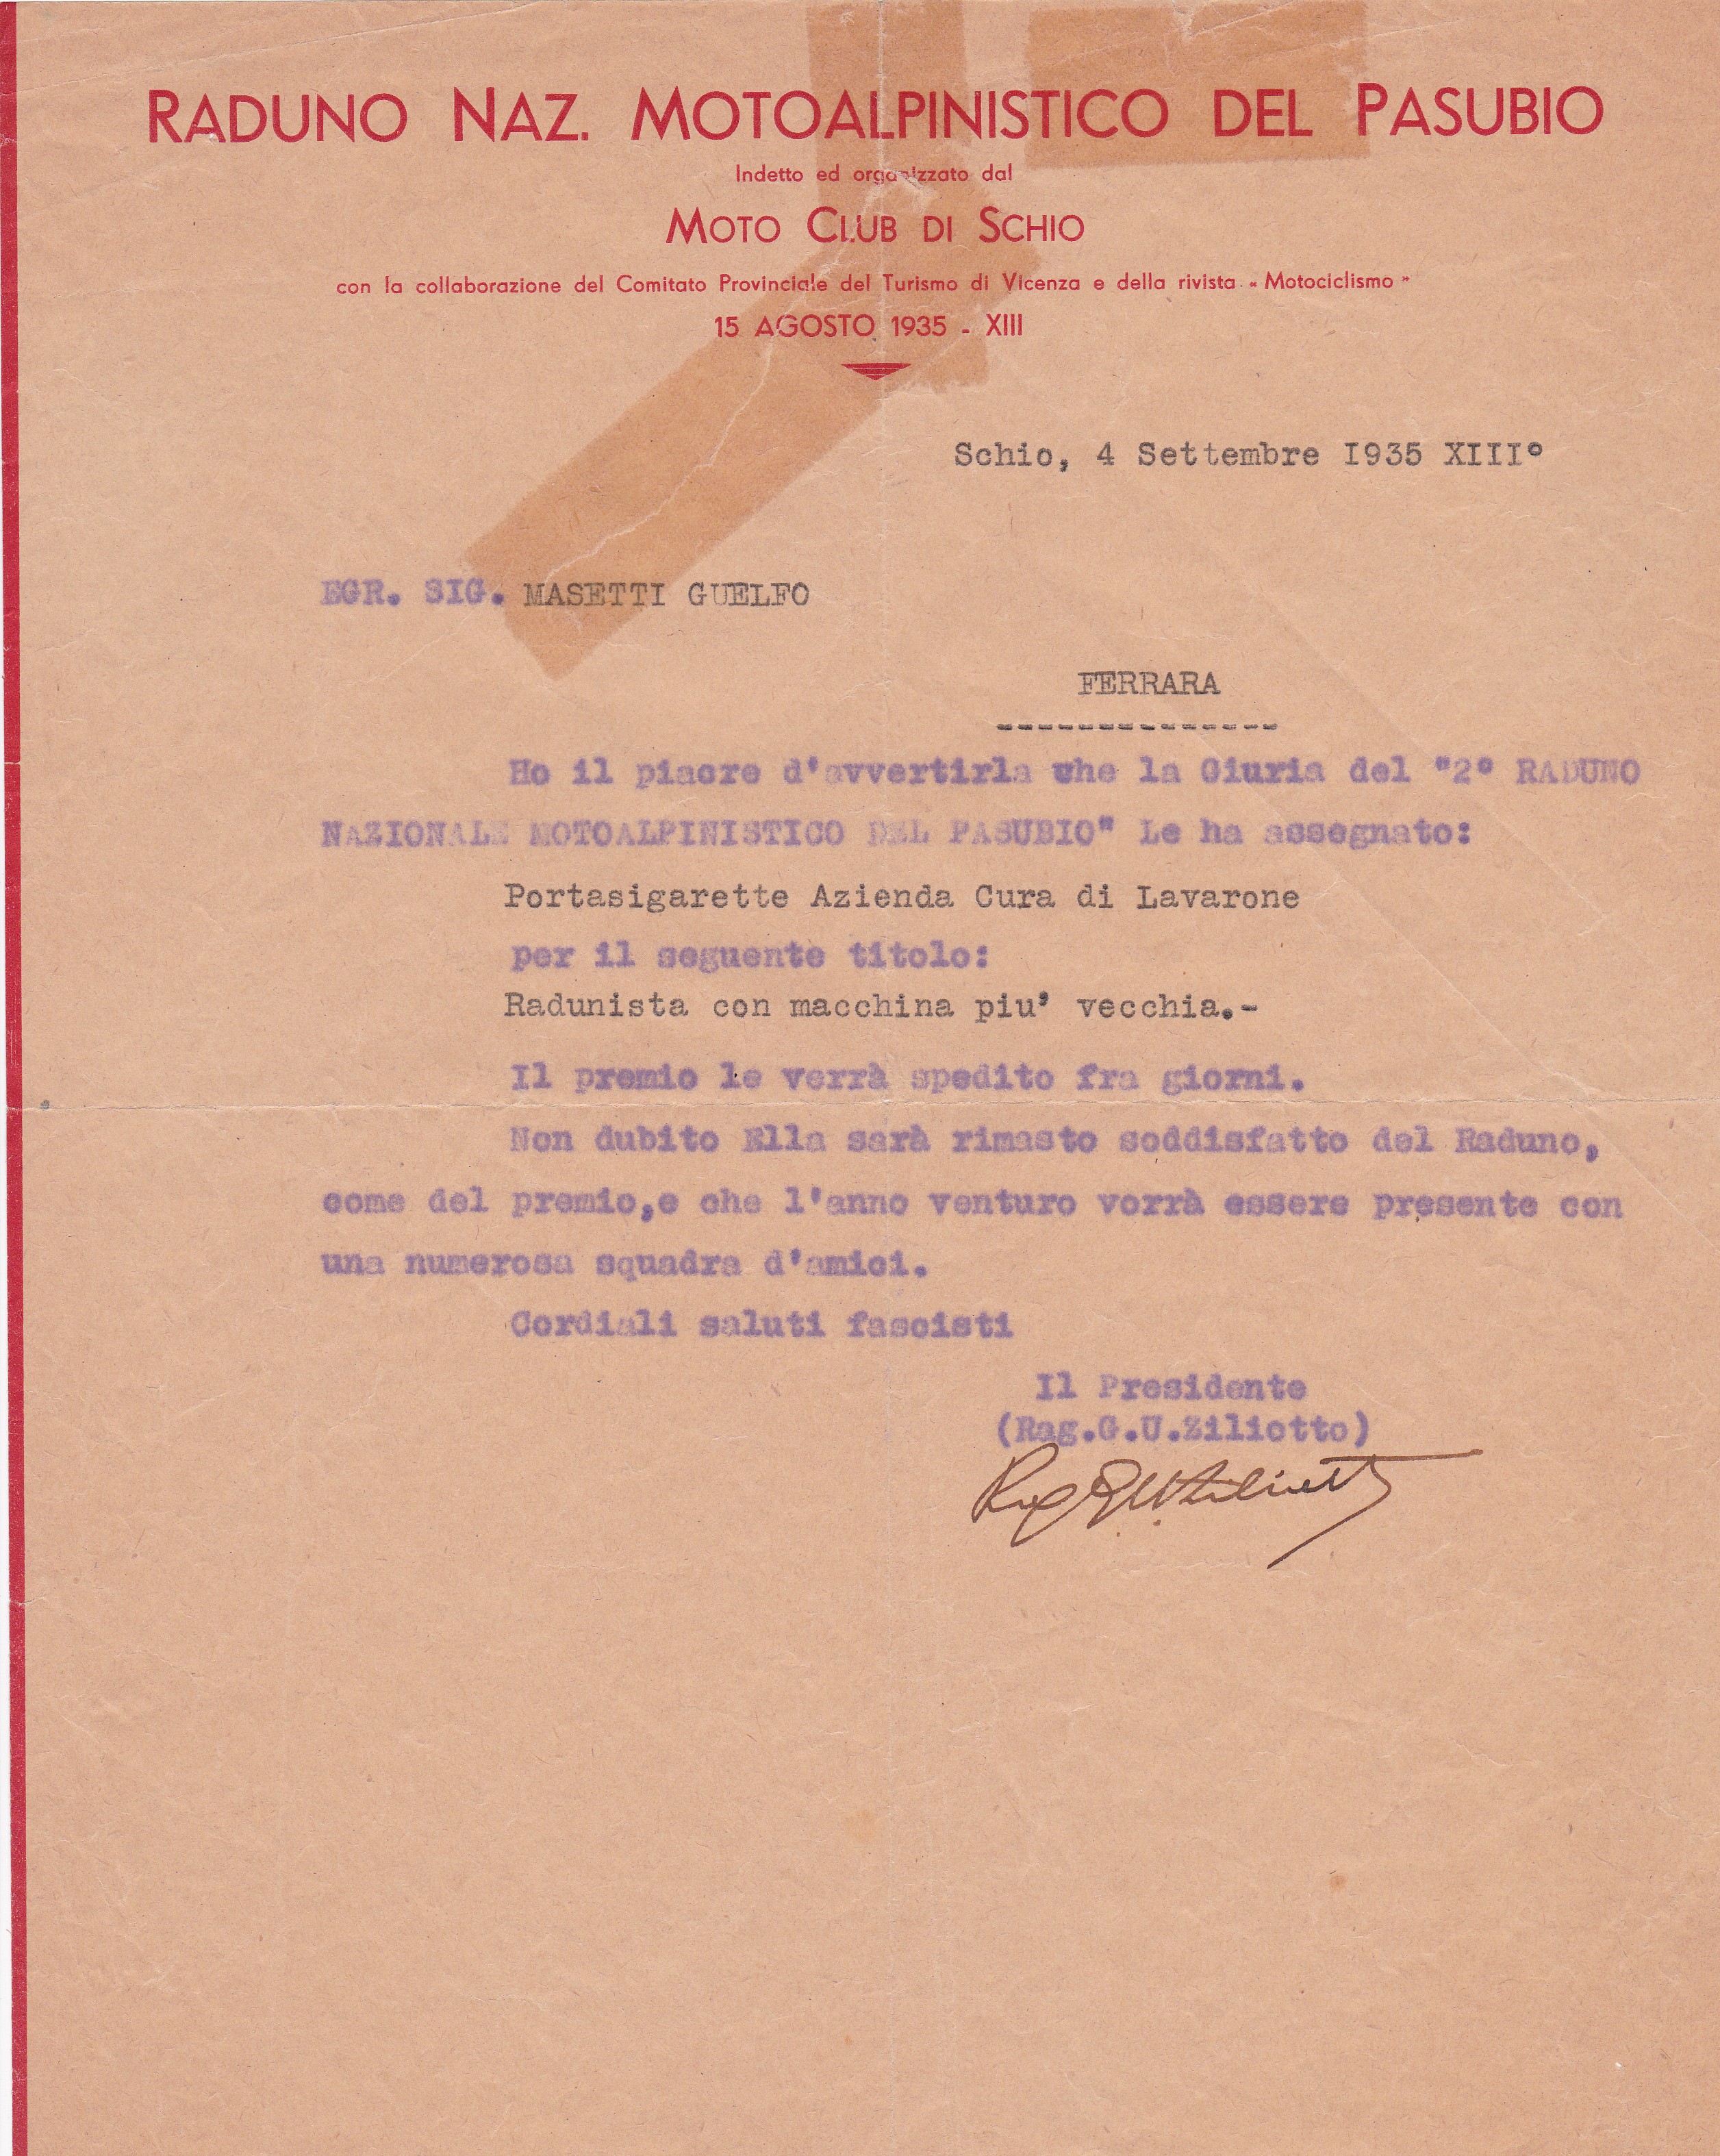 RADUNO NAZ. MOTOALPINISTICO DEL PASUBIO
Indetto ed organizzato dal
MOTO CLUB DI SCHIO
con la collaborazione del Comitato Provinciale del Turismo di Vicenza e della rivista « Motociclismo »
15 AGOSTO 1935 - XIII
Schio, 4 Settembre I935 XIII°
EGR. SIG. MASETTI GUELFO
FERRARA
--------------
Ho il piacere d'avvertirla che la Giuria del "2° RADUNO
NAZIONALE MOTOALPINISTICO DEL PASUBIO" Le ha assegnato:
Portasigarette Azienda Cura di Lavarone
per il seguente titolo:
Radunista con macchina piu' vecchia.-
Il premio le verrà spedito fra giorni.
Non dubito Ella sarà rimasto soddisfatto del Raduno,
come del premio,e che l'anno venturo vorrà essere presente con
una numerosa squadra d'amici.
Cordiali saluti fascisti
Il Presidente
(Rag.G.U.Ziliotto)
Rag G U Ziliotto